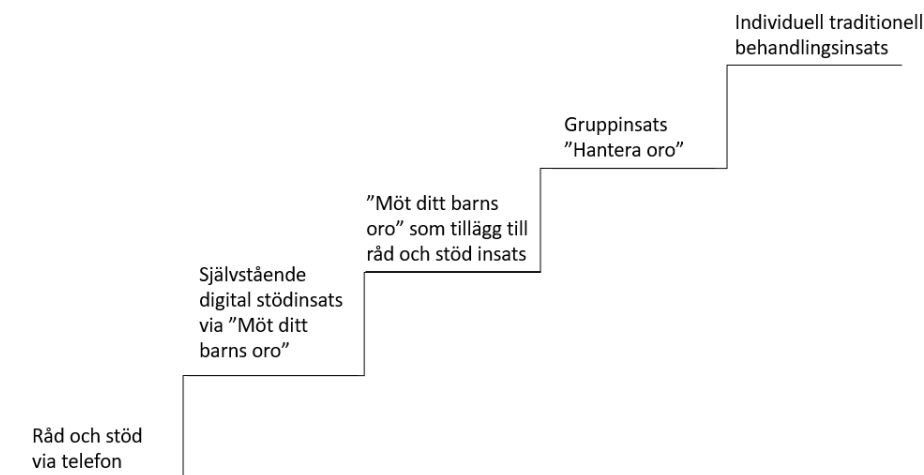 Individuell traditionell
behandlingsinsats
Gruppinsats
”Hantera oro”
”Möt ditt barns
oro” som tillägg till
råd och stöd insats
Självstående
digital stödinsats
via ”Möt ditt
barns oro”
Råd och stöd
via telefon